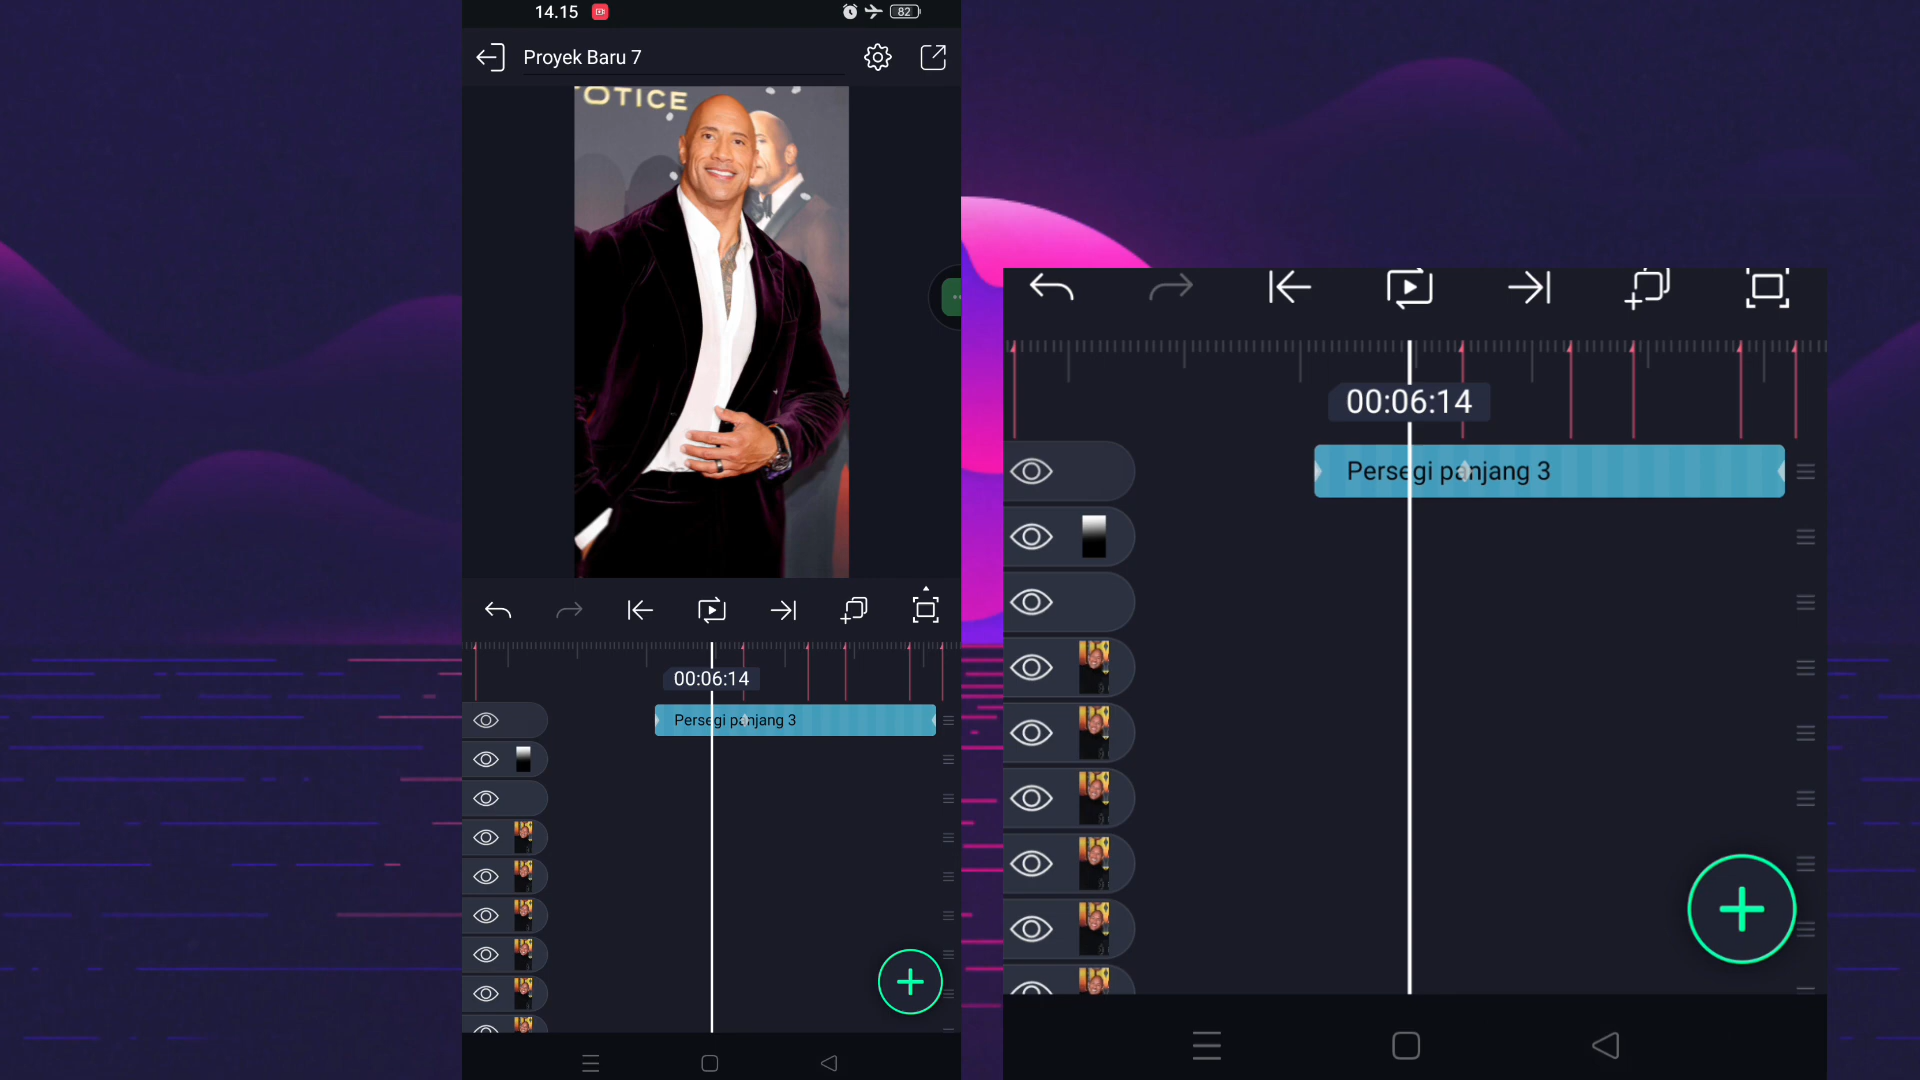 14.15
82
Proyek Baru 7
OTICE
00:06:14
Persegi panjang 3
00:06:14
Persegi panjang 3